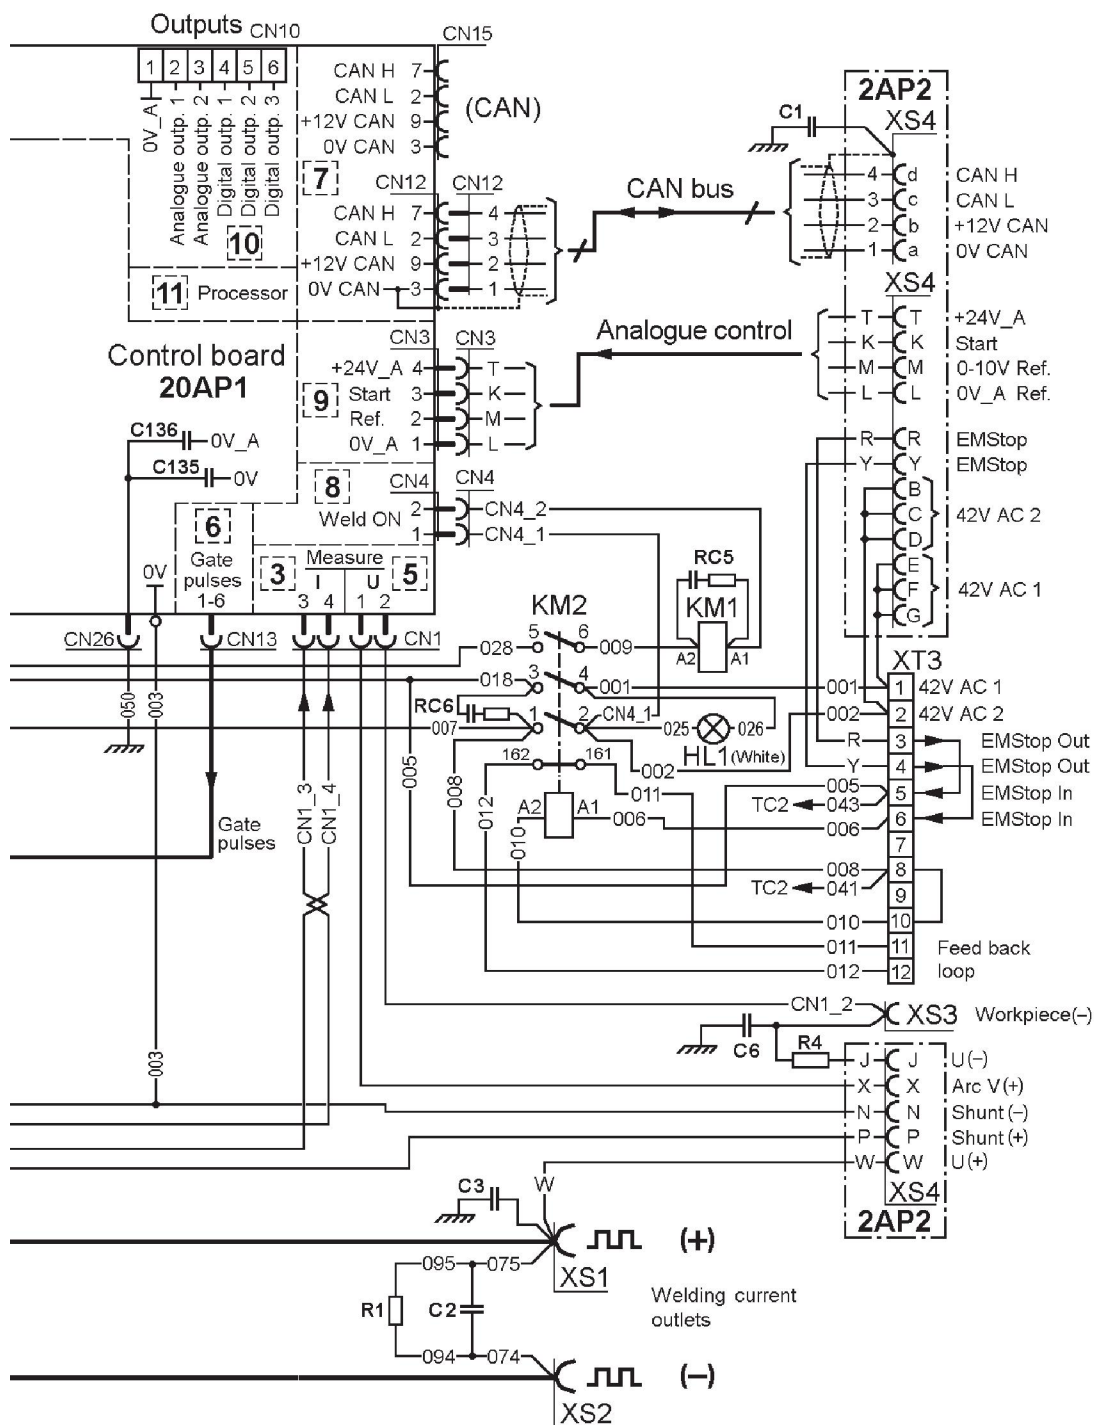 Outputs CN10
CN15
1 2 3 4 5 6
0V_A
Analogue outp. 1
Analogue outp. 2
Digital outp. 1
Digital outp. 2
Digital outp. 3
CAN H 7
CAN L 2
+12V CAN 9
0V CAN 3
(CAN)
7
10
11 Processor
CN12 CN12
CAN H 7 4
CAN L 2 3
+12V CAN 9 2
0V CAN 3 1
CAN bus
2AP2
XS4
C1
4 d CAN H
3 c CAN L
2 b +12V CAN
1 a 0V CAN
XS4
Analogue control
T T +24V_A
K K Start
M M 0-10V Ref.
L L 0V_A Ref.
R R EMStop
Y Y EMStop
B
C 42V AC 2
D
E
F 42V AC 1
G
Control board
20AP1
CN3 CN3
9
+24V_A 4 T
Start 3 K
Ref. 2 M
0V_A 1 L
C136 0V_A
C135 0V
8
CN4 CN4
Weld ON
2 CN4_2
1 CN4_1
6
Gate
pulses
1-6
0V
3 Measure 5
I U
3 4 1 2
CN26 CN13 CN1
RC5
KM1
A2 A1
KM2
028 5 6 009
018 3 4 001
RC6
007 1 2 CN4_1
025 026
HL1 (White)
002
162 161
A2 A1
011
006
050
003
005
008
012
010
CN1_3
CN1_4
Gate
pulses
XT3
001 1 42V AC 1
002 2 42V AC 2
R 3 EMStop Out
Y 4 EMStop Out
005
TC2 043 5 EMStop In
006 6 EMStop In
7
008 8
TC2 041
9
010 10
011 11 Feed back
012 12 loop
CN1_2
XS3 Workpiece(–)
C6
R4
J J U(–)
X X Arc V(+)
N N Shunt(–)
P P Shunt(+)
W W U(+)
XS4
2AP2
003
C3
W
(+)
XS1
095 075
R1
C2
094 074
Welding current
outlets
(–)
XS2